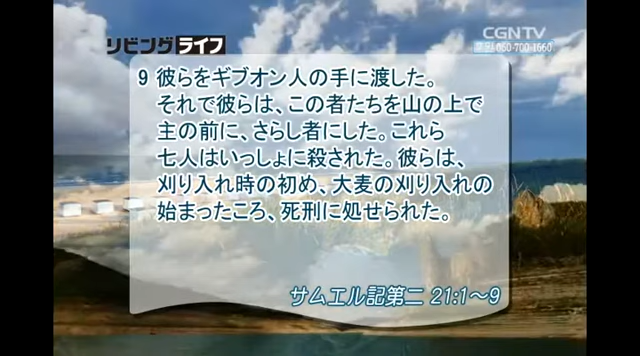 リビングライフ
CGNTV
060-700-1660
9 彼らをギブオン人の手に渡した。
それで彼らは、この者たちを山の上で
主の前に、さらし者にした。これら
七人はいっしょに殺された。彼らは、
刈り入れ時の初め、大麦の刈り入れの
始まったころ、死刑に処せられた。
サムエル記第二 21:1～9